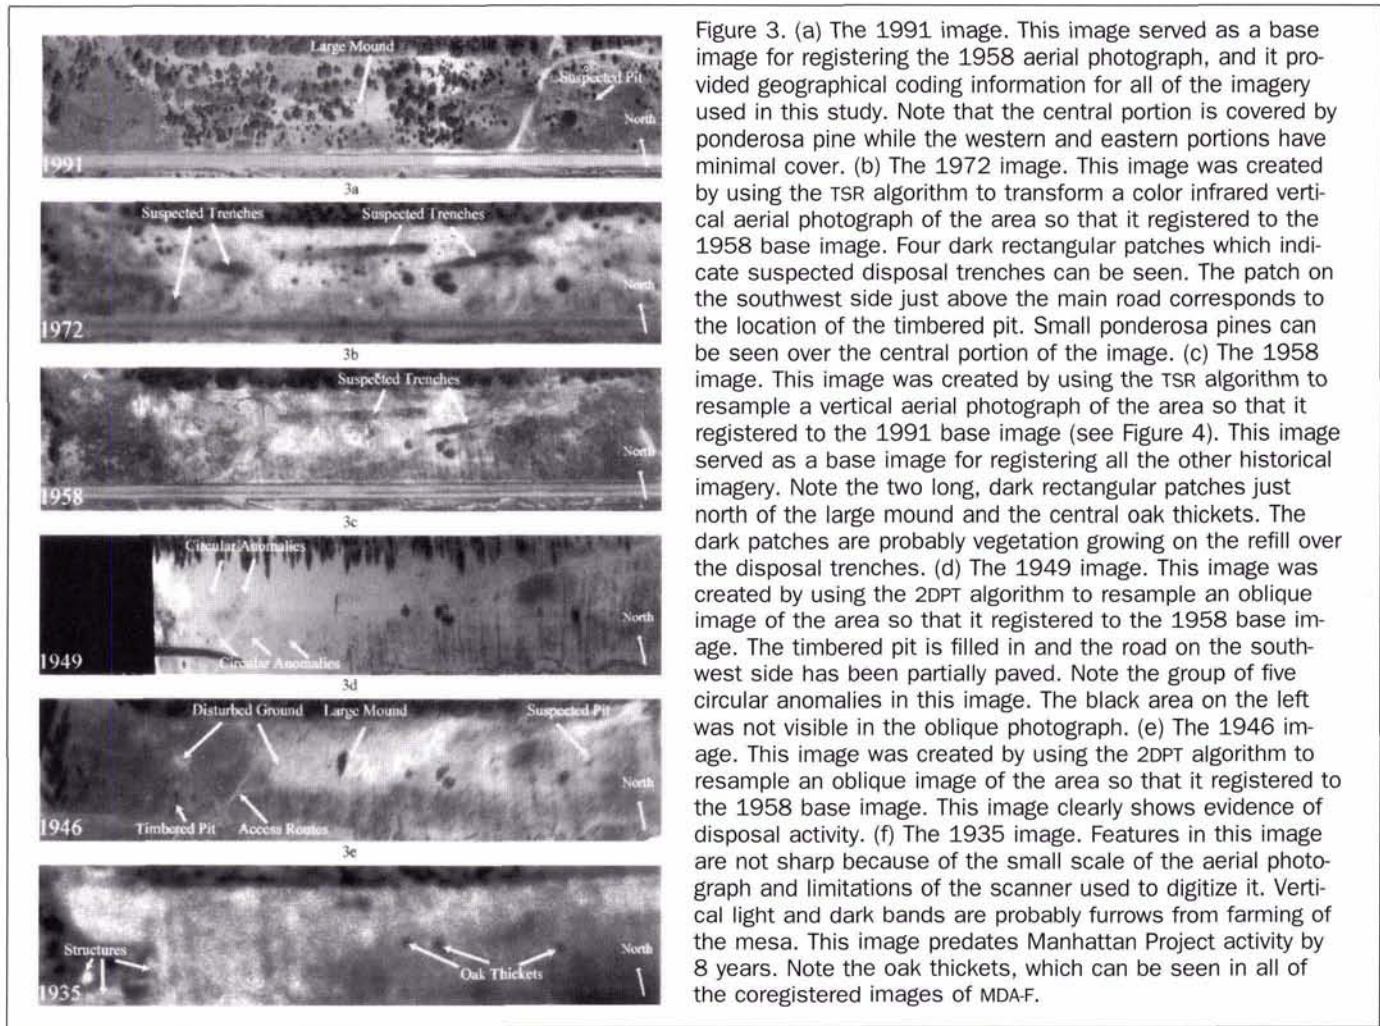 Large Mound
Suspected Pit
North
1991
3a
Suspected Trenches
Suspected Trenches
North
1972
3b
Suspected Trenches
North
1958
3c
Circular Anomalies
North
Circular Anomalies
1949
3d
Disturbed Ground
Large Mound
Suspected Pit
North
Timbered Pit
Access Routes
1946
3e
Structures
North
Oak Thickets
1935
Figure 3. (a) The 1991 image. This image served as a base
image for registering the 1958 aerial photograph, and it pro-
vided geographical coding information for all of the imagery
used in this study. Note that the central portion is covered by
ponderosa pine while the western and eastern portions have
minimal cover. (b) The 1972 image. This image was created
by using the TSR algorithm to transform a color infrared verti-
cal aerial photograph of the area so that it registered to the
1958 base image. Four dark rectangular patches which indi-
cate suspected disposal trenches can be seen. The patch on
the southwest side just above the main road corresponds to
the location of the timbered pit. Small ponderosa pines can
be seen over the central portion of the image. (c) The 1958
image. This image was created by using the TSR algorithm to
resample a vertical aerial photograph of the area so that it
registered to the 1991 base image (see Figure 4). This image
served as a base image for registering all the other historical
imagery. Note the two long, dark rectangular patches just
north of the large mound and the central oak thickets. The
dark patches are probably vegetation growing on the refill over
the disposal trenches. (d) The 1949 image. This image was
created by using the 2DPT algorithm to resample an oblique
image of the area so that it registered to the 1958 base im-
age. The timbered pit is filled in and the road on the south-
west side has been partially paved. Note the group of five
circular anomalies in this image. The black area on the left
was not visible in the oblique photograph. (e) The 1946 im-
age. This image was created by using the 2DPT algorithm to
resample an oblique image of the area so that it registered to
the 1958 base image. This image clearly shows evidence of
disposal activity. (f) The 1935 image. Features in this image
are not sharp because of the small scale of the aerial photo-
graph and limitations of the scanner used to digitize it. Verti-
cal light and dark bands are probably furrows from farming of
the mesa. This image predates Manhattan Project activity by
8 years. Note the oak thickets, which can be seen in all of
the coregistered images of MDA-F.